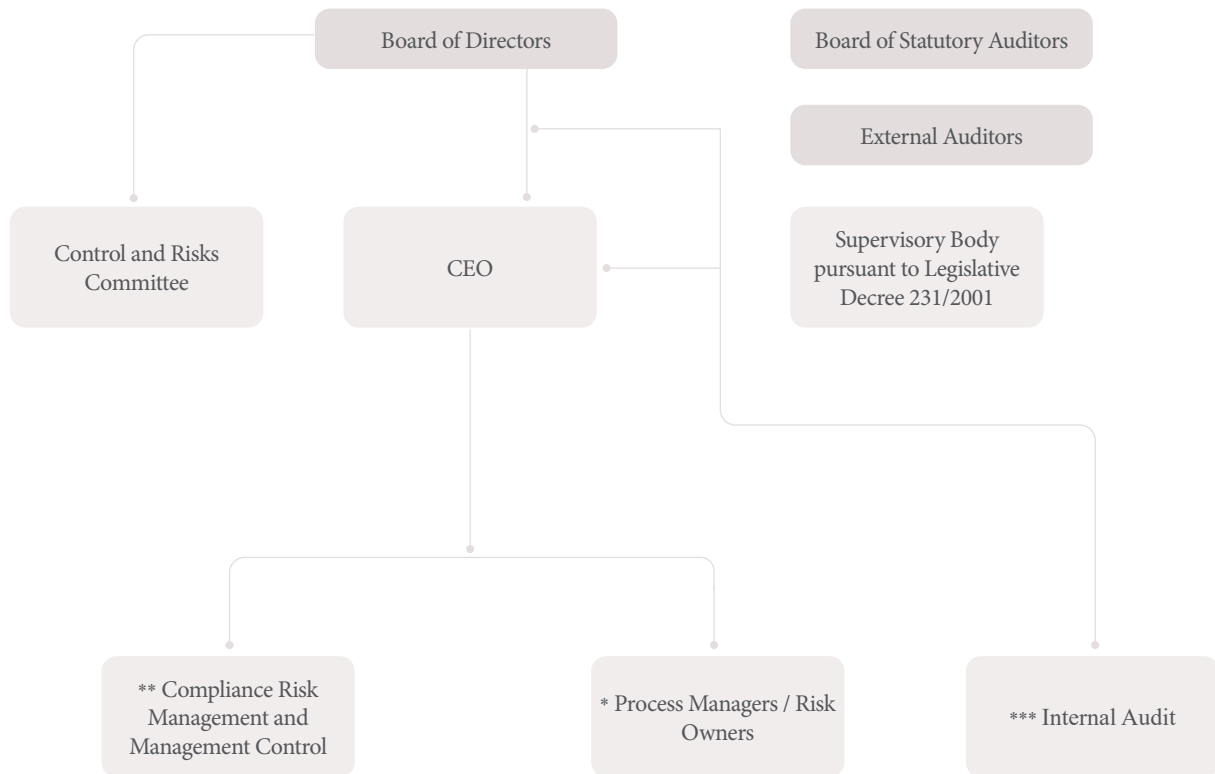 Board of Directors
Board of Statutory Auditors
External Auditors
Control and Risks
Committee
CEO
Supervisory Body
pursuant to Legislative
Decree 231/2001
** Compliance Risk
Management and
Management Control
* Process Managers / Risk
Owners
*** Internal Audit